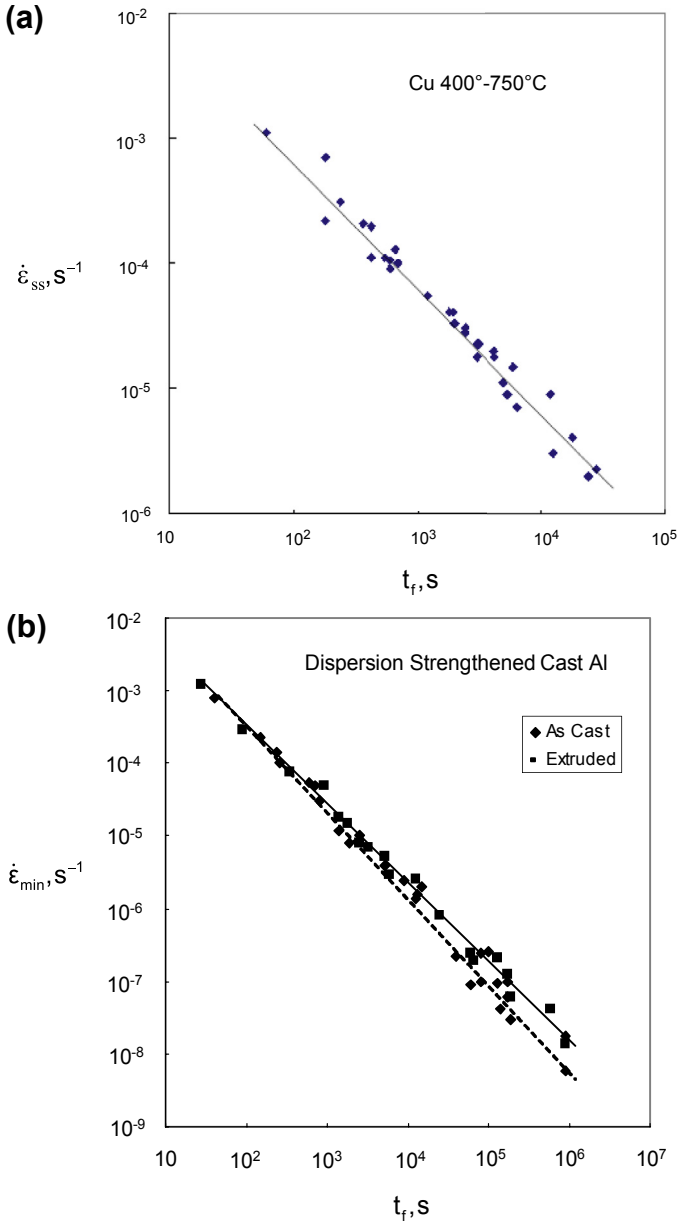 (a)
10⁻²
10⁻³
10⁻⁴
10⁻⁵
10⁻⁶
ε̇ss,s⁻¹
Cu 400°-750°C
10
10²
10³
10⁴
10⁵
tf,s
(b)
10⁻²
10⁻³
10⁻⁴
10⁻⁵
10⁻⁶
10⁻⁷
10⁻⁸
10⁻⁹
ε̇min,s⁻¹
Dispersion Strengthened Cast Al
As Cast
Extruded
10
10²
10³
10⁴
10⁵
10⁶
10⁷
tf,s